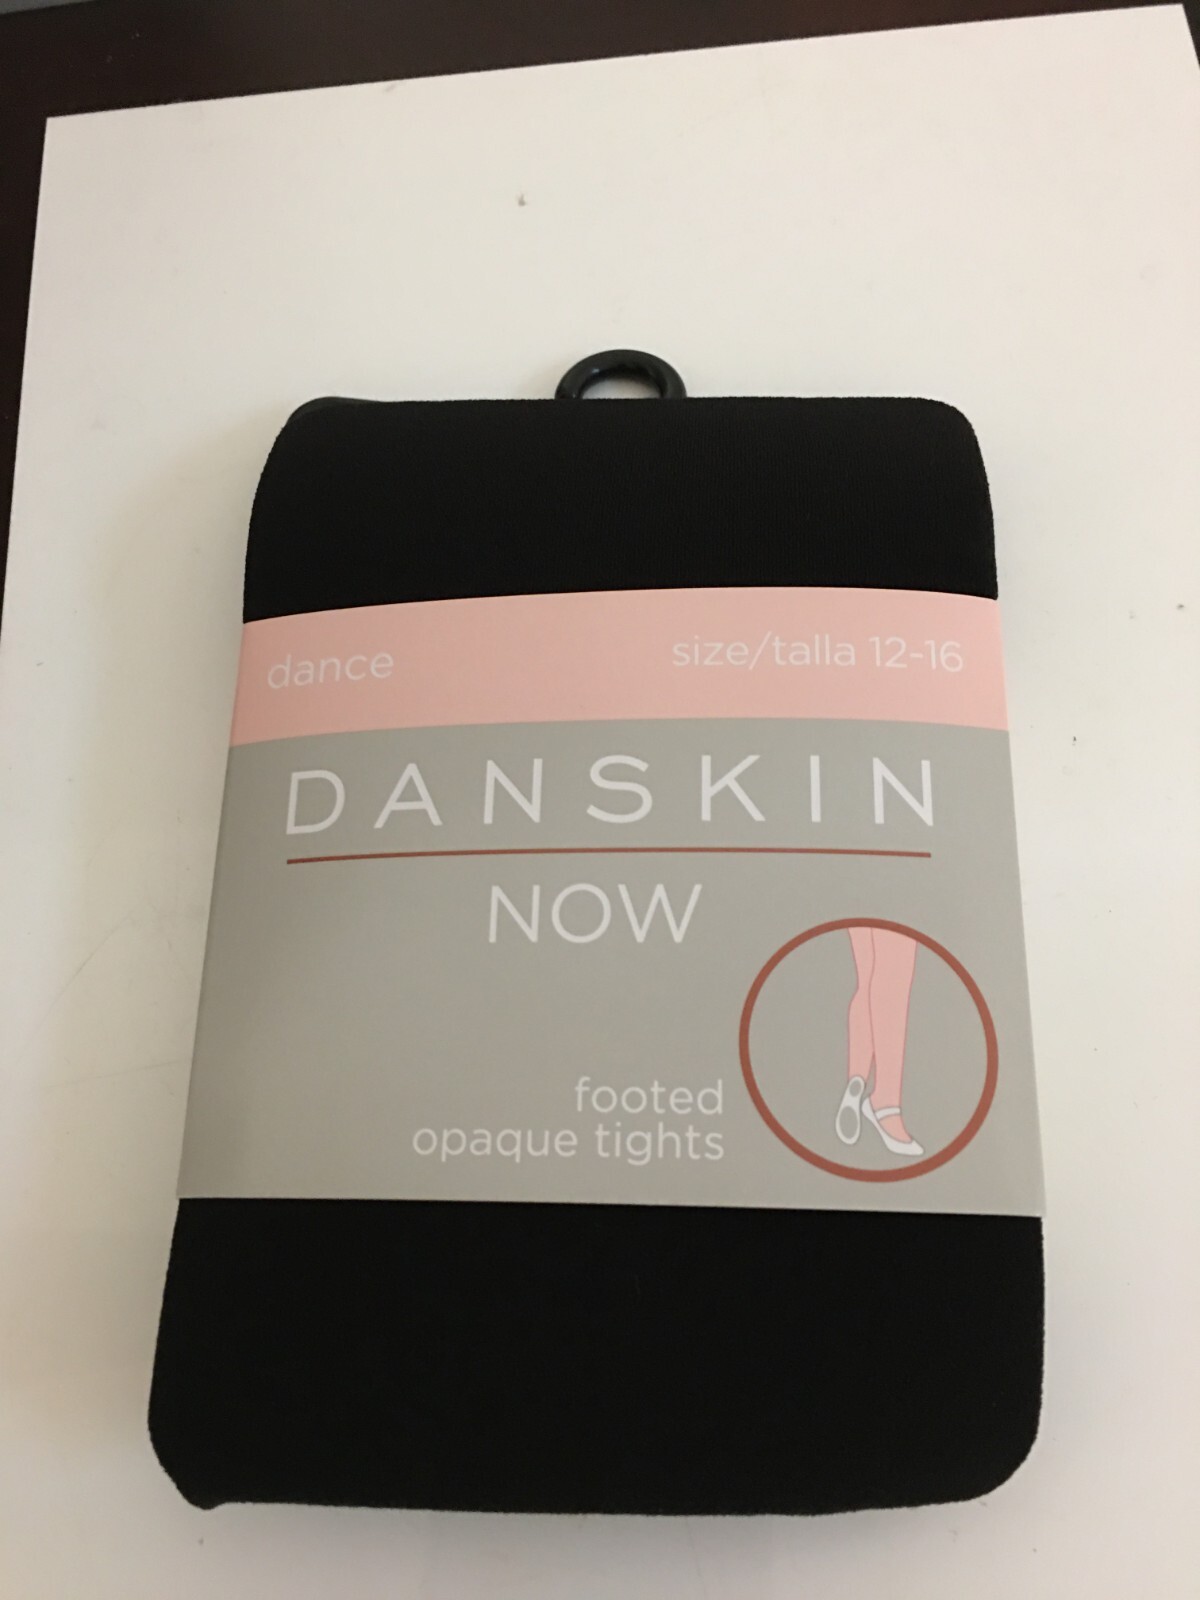 dance
size/talla 12-16
DANSKIN
NOW
footed
opaque tights